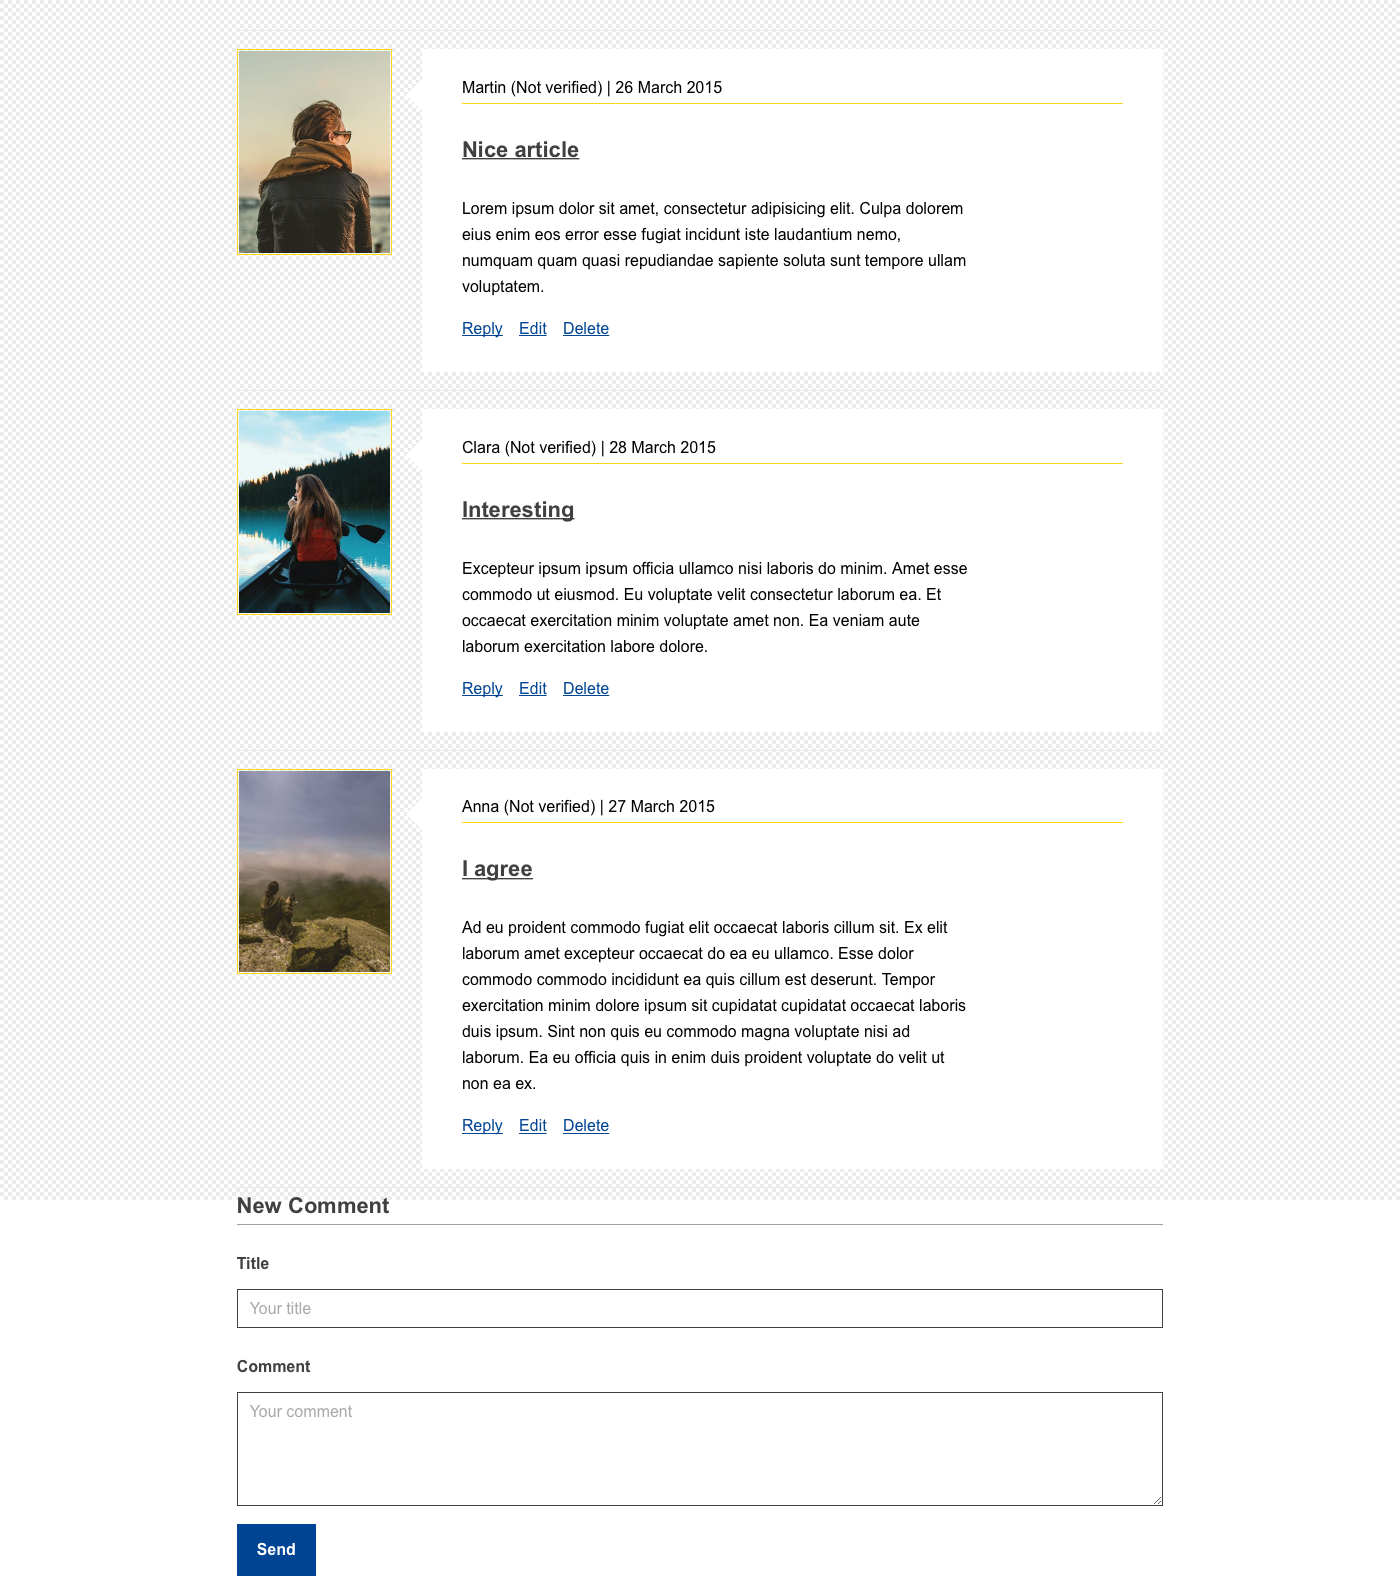 Martin (Not verified) | 26 March 2015
Nice article
Lorem ipsum dolor sit amet, consectetur adipisicing elit. Culpa dolorem
eius enim eos error esse fugiat incidunt iste laudantium nemo,
numquam quam quasi repudiandae sapiente soluta sunt tempore ullam
voluptatem.
Reply Edit Delete
Clara (Not verified) | 28 March 2015
Interesting
Excepteur ipsum ipsum officia ullamco nisi laboris do minim. Amet esse
commodo ut eiusmod. Eu voluptate velit consectetur laborum ea. Et
occaecat exercitation minim voluptate amet non. Ea veniam aute
laborum exercitation labore dolore.
Reply Edit Delete
Anna (Not verified) | 27 March 2015
I agree
Ad eu proident commodo fugiat elit occaecat laboris cillum sit. Ex elit
laborum amet excepteur occaecat do ea eu ullamco. Esse dolor
commodo commodo incididunt ea quis cillum est deserunt. Tempor
exercitation minim dolore ipsum sit cupidatat cupidatat occaecat laboris
duis ipsum. Sint non quis eu commodo magna voluptate nisi ad
laborum. Ea eu officia quis in enim duis proident voluptate do velit ut
non ea ex.
Reply Edit Delete
New Comment
Title
Your title
Comment
Your comment
Send